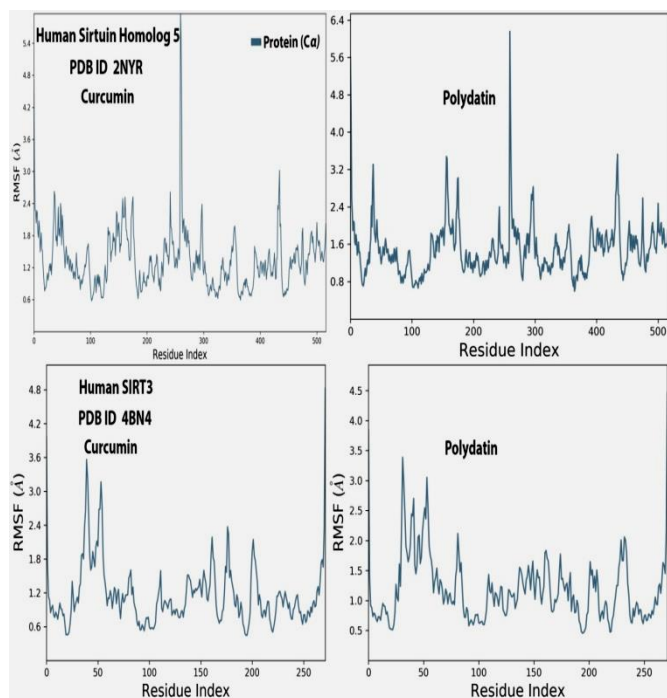 Human Sirtuin Homolog 5
PDB ID 2NYR
Curcumin
Protein (Cα)
RMSF (Å)
5.4
4.8
4.2
3.6
3.0
2.4
1.8
1.2
0.6
0 100 200 300 400 500
Residue Index
Polydatin
6.4
5.6
4.8
4.0
3.2
2.4
1.6
0.8
0 100 200 300 400 500
Residue Index
Human SIRT3
PDB ID 4BN4
Curcumin
RMSF (Å)
4.8
4.2
3.6
3.0
2.4
1.8
1.2
0.6
0 50 100 150 200 250
Residue Index
Polydatin
RMSF (Å)
4.5
4.0
3.5
3.0
2.5
2.0
1.5
1.0
0.5
0 50 100 150 200 250
Residue Index